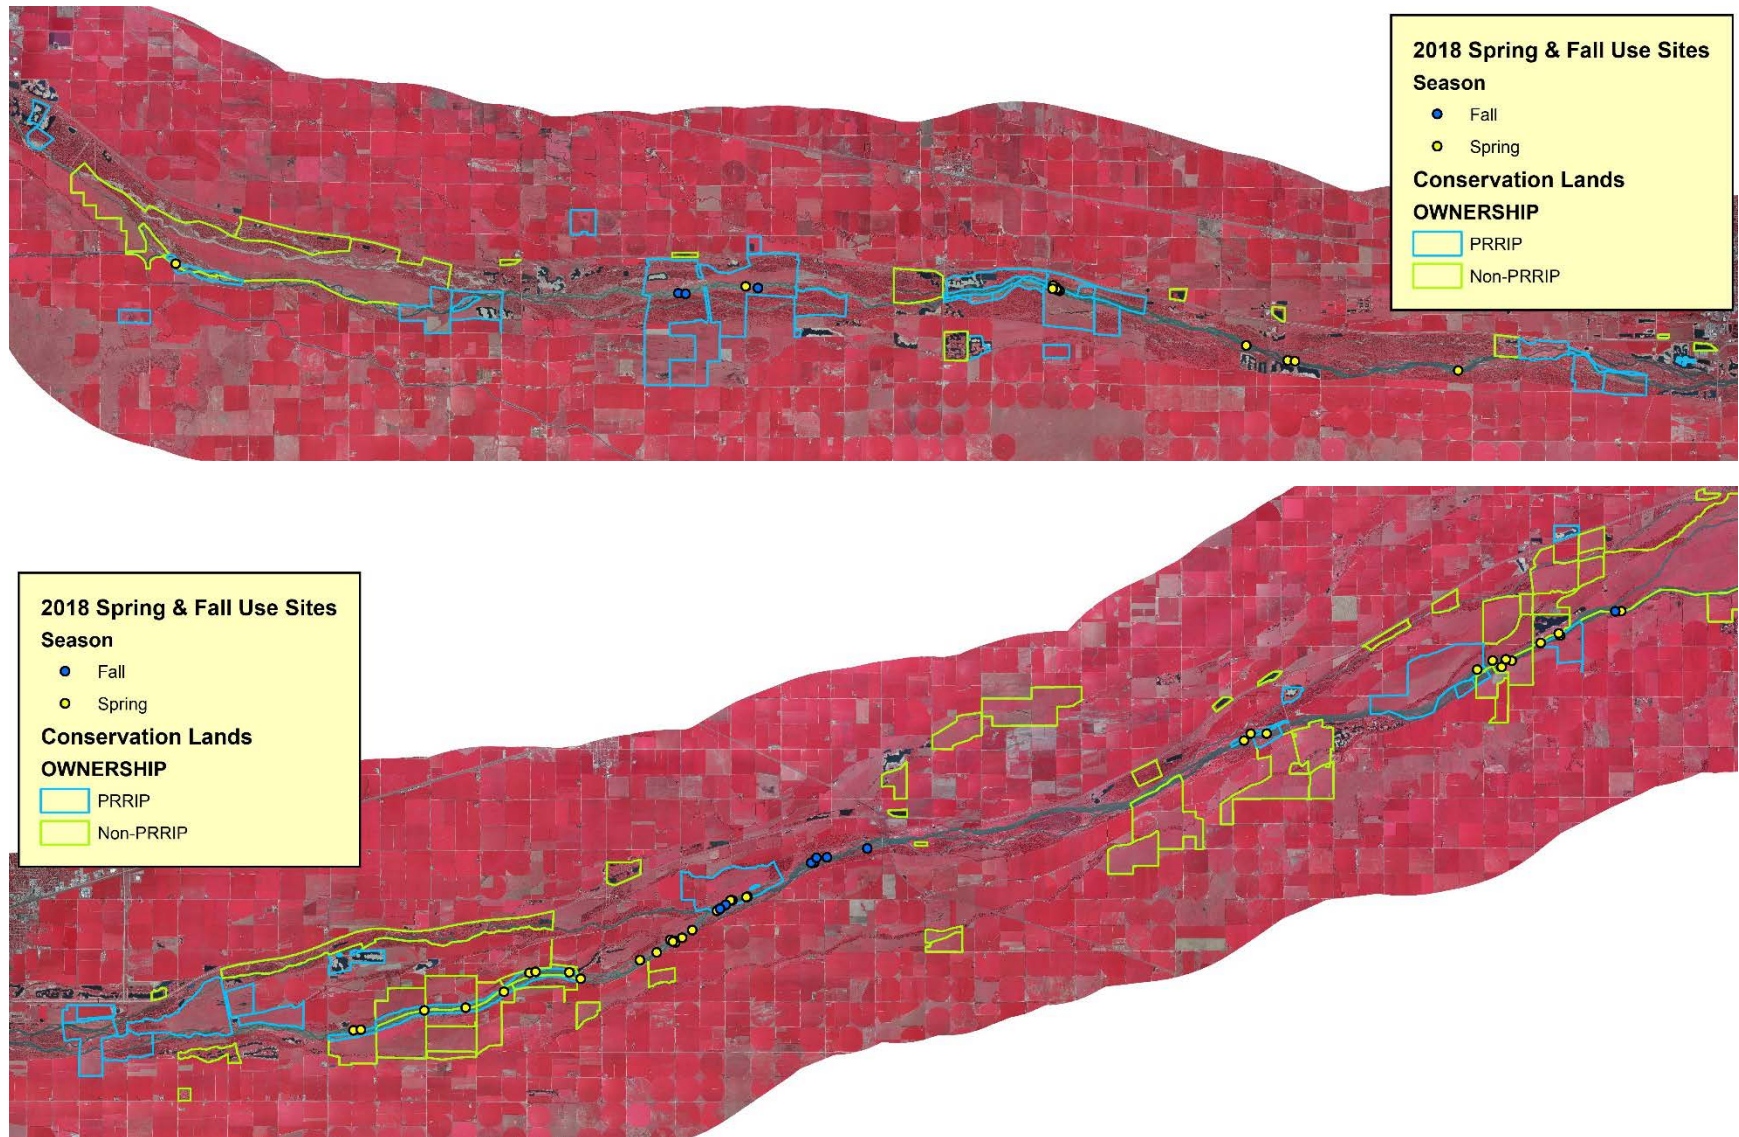 2018 Spring & Fall Use Sites
Season
Fall
Spring
Conservation Lands
OWNERSHIP
PRRIP
Non-PRRIP
2018 Spring & Fall Use Sites
Season
Fall
Spring
Conservation Lands
OWNERSHIP
PRRIP
Non-PRRIP